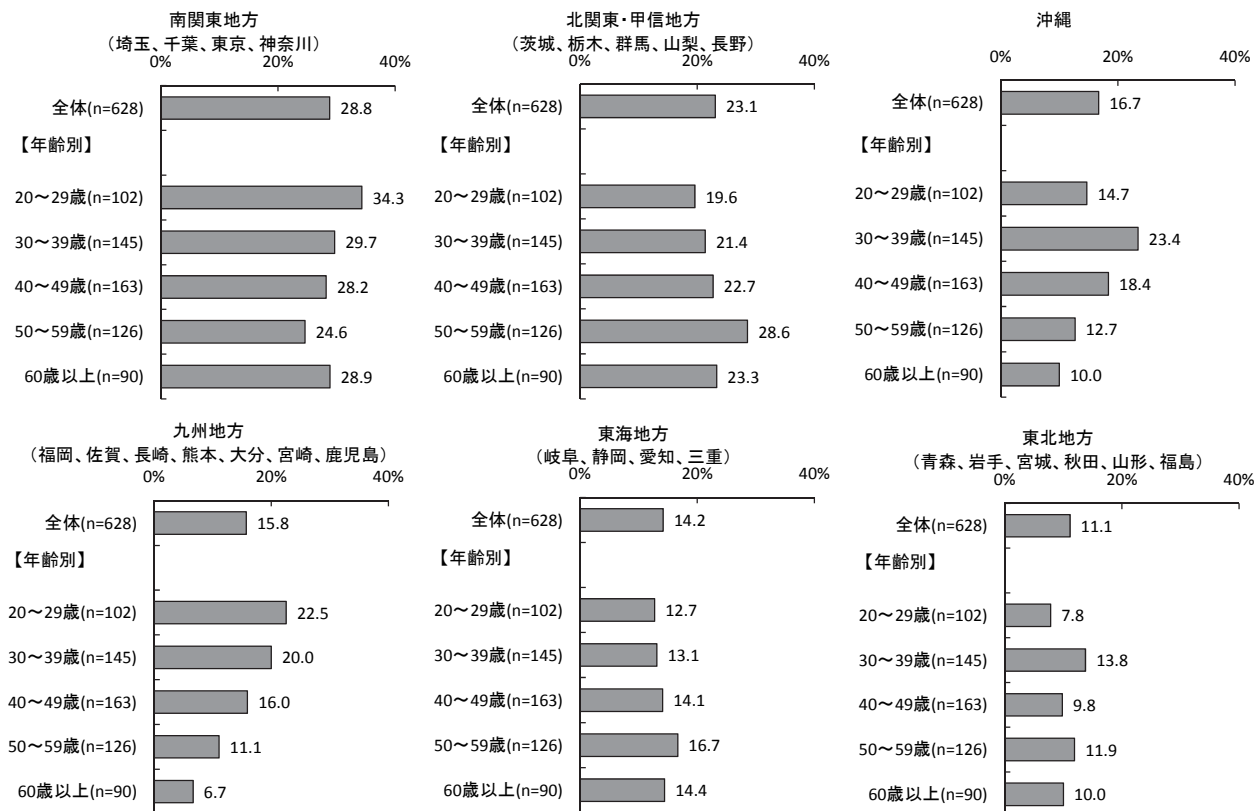 南関東地方
（埼玉、千葉、東京、神奈川）
0% 20% 40%
全体(n=628) 28.8
【年齢別】
20～29歳(n=102) 34.3
30～39歳(n=145) 29.7
40～49歳(n=163) 28.2
50～59歳(n=126) 24.6
60歳以上(n=90) 28.9
北関東・甲信地方
（茨城、栃木、群馬、山梨、長野）
0% 20% 40%
全体(n=628) 23.1
【年齢別】
20～29歳(n=102) 19.6
30～39歳(n=145) 21.4
40～49歳(n=163) 22.7
50～59歳(n=126) 28.6
60歳以上(n=90) 23.3
沖縄
0% 20% 40%
全体(n=628) 16.7
【年齢別】
20～29歳(n=102) 14.7
30～39歳(n=145) 23.4
40～49歳(n=163) 18.4
50～59歳(n=126) 12.7
60歳以上(n=90) 10.0
九州地方
（福岡、佐賀、長崎、熊本、大分、宮崎、鹿児島）
0% 20% 40%
全体(n=628) 15.8
【年齢別】
20～29歳(n=102) 22.5
30～39歳(n=145) 20.0
40～49歳(n=163) 16.0
50～59歳(n=126) 11.1
60歳以上(n=90) 6.7
東海地方
（岐阜、静岡、愛知、三重）
0% 20% 40%
全体(n=628) 14.2
【年齢別】
20～29歳(n=102) 12.7
30～39歳(n=145) 13.1
40～49歳(n=163) 14.1
50～59歳(n=126) 16.7
60歳以上(n=90) 14.4
東北地方
（青森、岩手、宮城、秋田、山形、福島）
0% 20% 40%
全体(n=628) 11.1
【年齢別】
20～29歳(n=102) 7.8
30～39歳(n=145) 13.8
40～49歳(n=163) 9.8
50～59歳(n=126) 11.9
60歳以上(n=90) 10.0